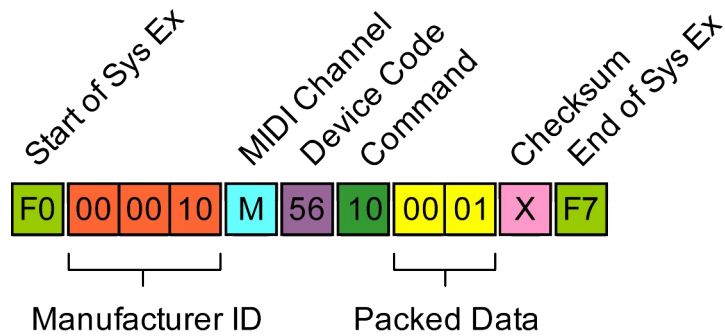 Start of Sys Ex
MIDI Channel
Device Code
Command
Checksum
End of Sys Ex
F0 00 00 10 M 56 10 00 01 X F7
Manufacturer ID
Packed Data